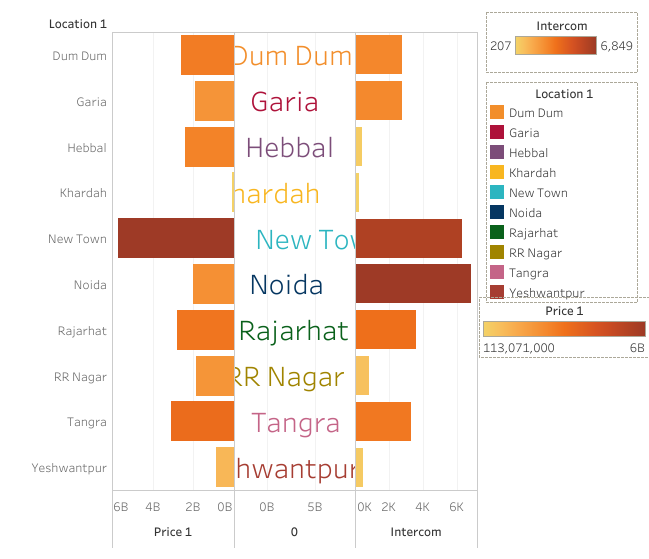 Location 1
Dum Dum
Garia
Hebbal
Khardah
New Town
Noida
Rajarhat
RR Nagar
Tangra
Yeshwantpur
Dum Dum
Garia
Hebbal
hardah
New Tow
Noida
Rajarhat
RR Nagar
Tangra
hwantpur
6B 4B 2B 0B
0B 5B
0K 2K 4K 6K
Price 1
0
Intercom
Intercom
207 6,849
Location 1
Dum Dum
Garia
Hebbal
Khardah
New Town
Noida
Rajarhat
RR Nagar
Tangra
Yeshwantpur
Price 1
113,071,000 6B